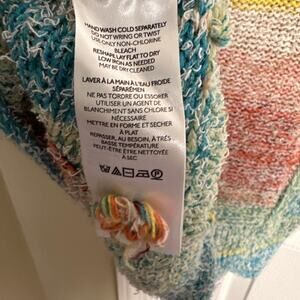 HAND WASH COLD SEPARATELY
DO NOT WRING OR TWIST
USE ONLY NON-CHLORINE
BLEACH
RESHAPE LAY FLAT TO DRY
LOW IRON AS NEEDED
MAY BE DRY CLEANED
LAVER À LA MAIN À L'EAU FROIDE
SÉPARÉMENT
NE PAS TORDRE OU ESSORER
UTILISER UN AGENT DE
BLANCHIMENT SANS CHLORE SI
NÉCESSAIRE
METTRE EN FORME ET SÉCHER
À PLAT
REPASSER, AU BESOIN, À TRÈS
BASSE TEMPÉRATURE
PEUT-ÊTRE ÊTRE NETTOYÉE
À SEC